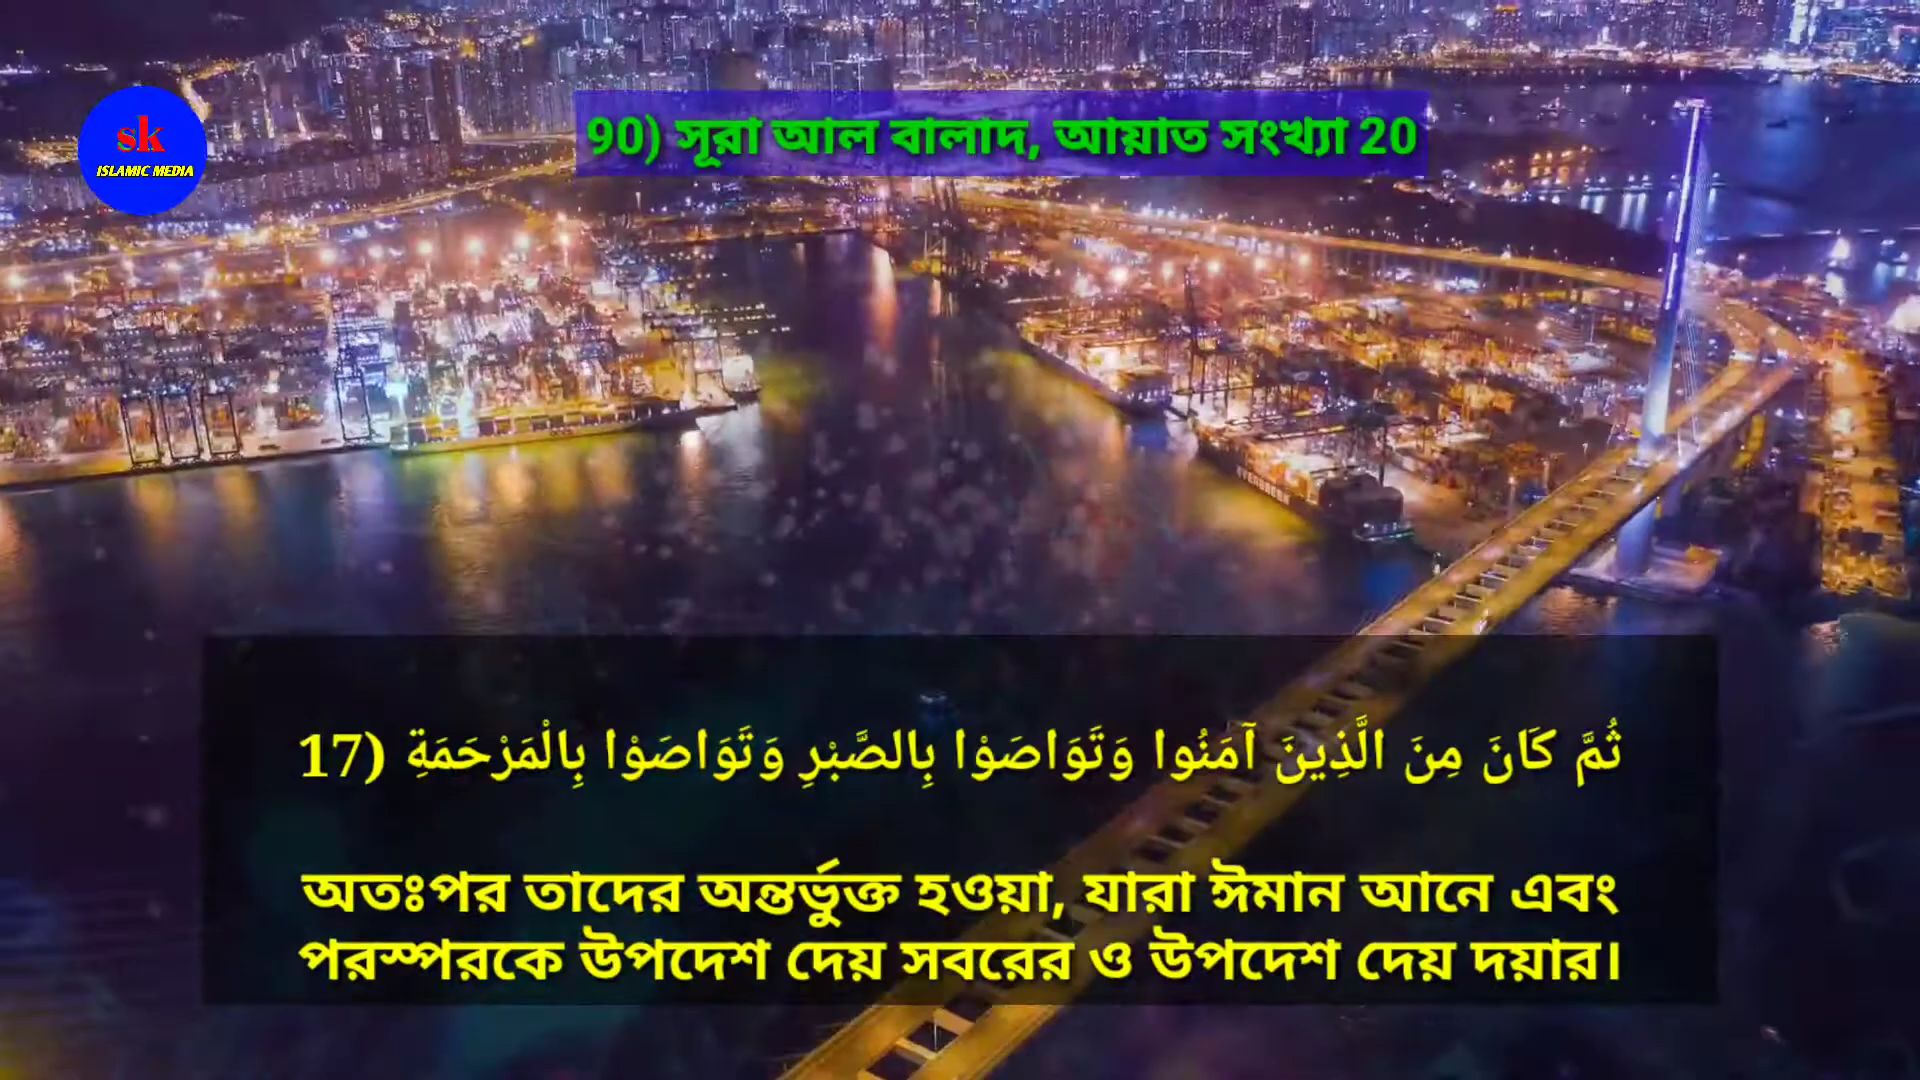 sk
ISLAMIC MEDIA
90) সূরা আল বালাদ, আয়াত সংখ্যা 20
17) ثُمَّ كَانَ مِنَ الَّذِينَ آمَنُوا وَتَوَاصَوْا بِالصَّبْرِ وَتَوَاصَوْا بِالْمَرْحَمَةِ
অতঃপর তাদের অন্তর্ভুক্ত হওয়া, যারা ঈমান আনে এবং
পরস্পরকে উপদেশ দেয় সবরের ও উপদেশ দেয় দয়ার।